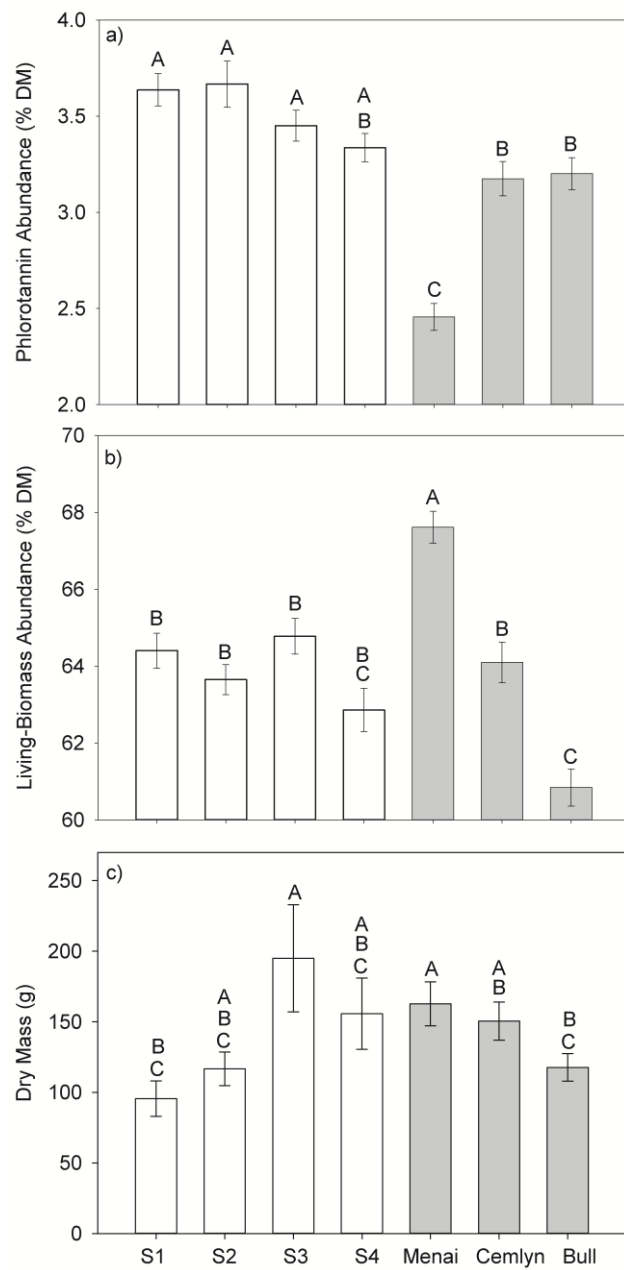 a)
Phlorotannin Abundance (% DM)
4.0
3.5
3.0
2.5
2.0
A
A
A
A
B
C
B
B
b)
Living-Biomass Abundance (% DM)
70
68
66
64
62
60
B
B
B
B
C
A
B
C
c)
Dry Mass (g)
250
200
150
100
50
0
B
C
A
B
C
A
A
B
C
A
A
B
B
C
S1 S2 S3 S4 Menai Cemlyn Bull